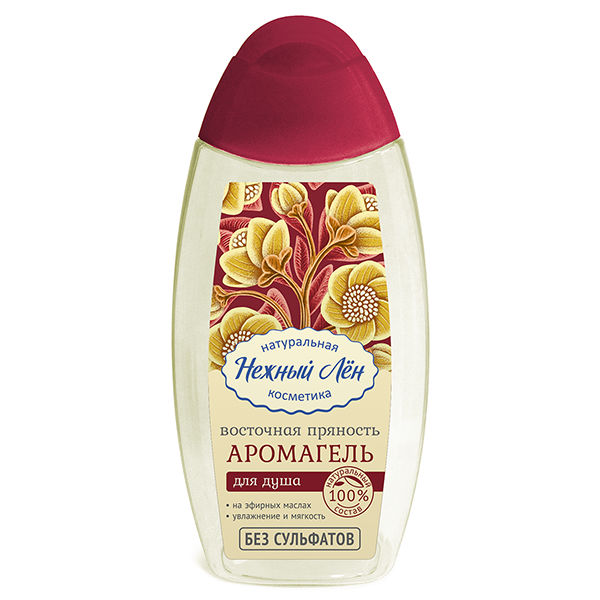 натуральная
Нежный Лён
косметика
восточная пряность
АРОМАГЕЛЬ
для душа
натуральный
100%
состав
• на эфирных маслах
• увлажнение и мягкость
БЕЗ СУЛЬФАТОВ